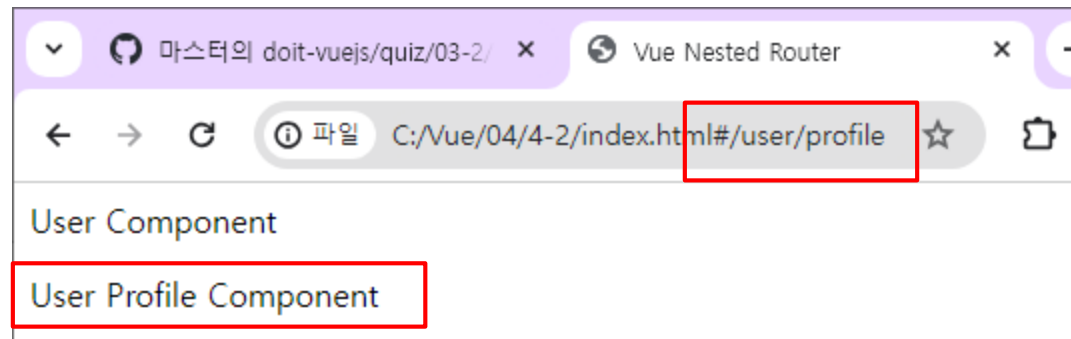 마스터의 doit-vuejs/quiz/03-2/
Vue Nested Router
파일 C:/Vue/04/4-2/index.html#/user/profile
User Component
User Profile Component